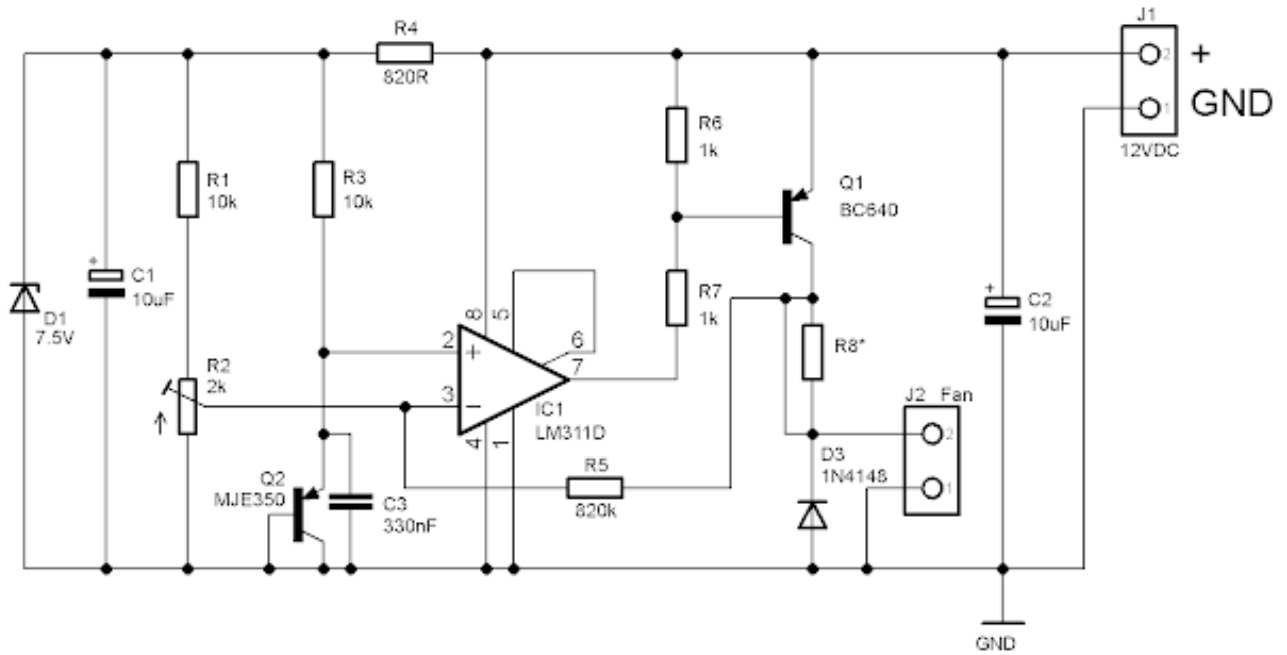 R4
820R
J1
2
+
1
GND
12VDC
R1
10k
R3
10k
R6
1k
Q1
BC640
+
C1
10uF
D1
7.5V
R2
2k
8
5
2
+
6
7
3
-
4
1
IC1
LM311D
R7
1k
R8*
+
C2
10uF
J2 Fan
2
1
D3
1N4148
R5
820k
Q2
MJE350
C3
330nF
GND